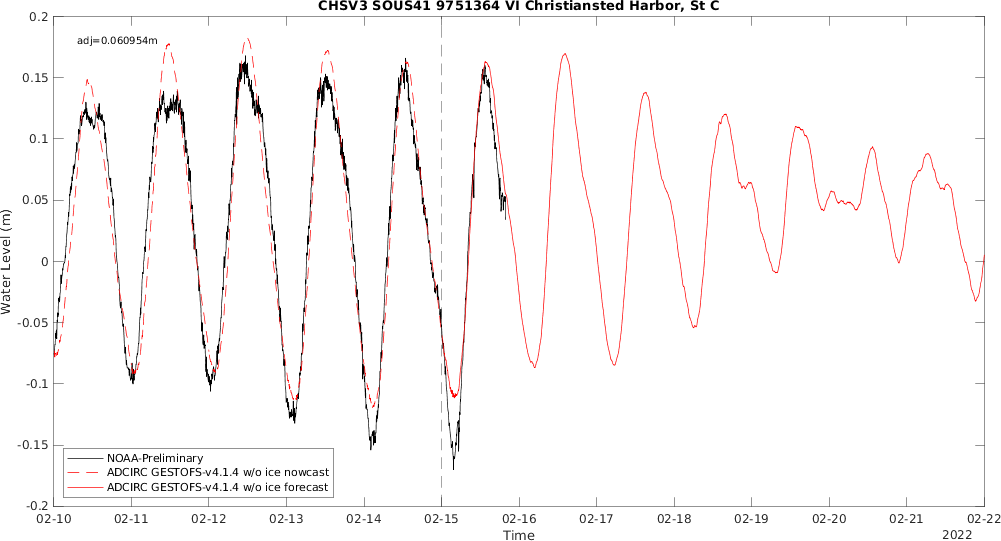 CHSV3 SOUS41 9751364 VI Christiansted Harbor, St C
adj=0.060954m
Water Level (m)
0.2
0.15
0.1
0.05
0
-0.05
-0.1
-0.15
-0.2
NOAA-Preliminary
ADCIRC GESTOFS-v4.1.4 w/o ice nowcast
ADCIRC GESTOFS-v4.1.4 w/o ice forecast
02-10 02-11 02-12 02-13 02-14 02-15 02-16 02-17 02-18 02-19 02-20 02-21 02-22
Time
2022